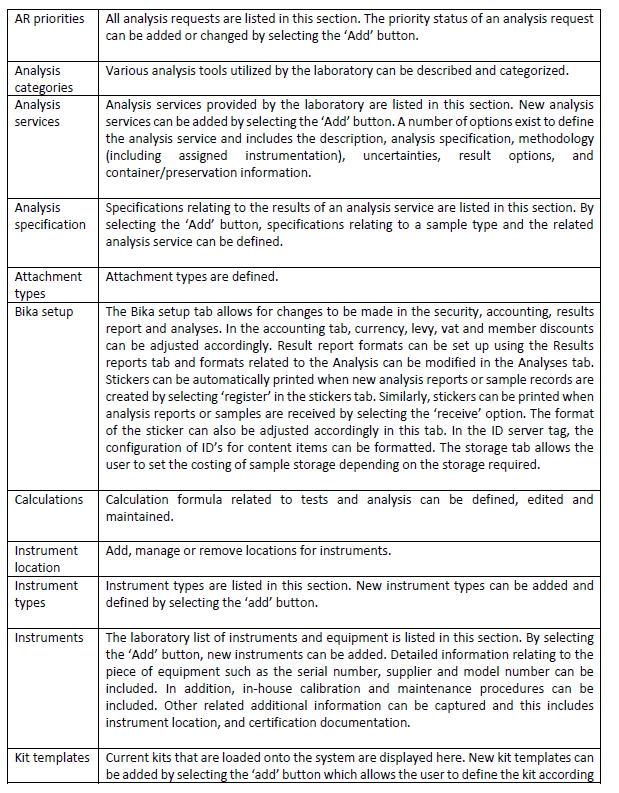 AR priorities
All analysis requests are listed in this section. The priority status of an analysis request
can be added or changed by selecting the ‘Add’ button.
Analysis
categories
Various analysis tools utilized by the laboratory can be described and categorized.
Analysis
services
Analysis services provided by the laboratory are listed in this section. New analysis
services can be added by selecting the ‘Add’ button. A number of options exist to define
the analysis service and includes the description, analysis specification, methodology
(including assigned instrumentation), uncertainties, result options, and
container/preservation information.
Analysis
specification
Specifications relating to the results of an analysis service are listed in this section. By
selecting the ‘Add’ button, specifications relating to a sample type and the related
analysis service can be defined.
Attachment
types
Attachment types are defined.
Bika setup
The Bika setup tab allows for changes to be made in the security, accounting, results
report and analyses. In the accounting tab, currency, levy, vat and member discounts
can be adjusted accordingly. Result report formats can be set up using the Results
reports tab and formats related to the Analysis can be modified in the Analyses tab.
Stickers can be automatically printed when new analysis reports or sample records are
created by selecting ‘register’ in the stickers tab. Similarly, stickers can be printed when
analysis reports or samples are received by selecting the ‘receive’ option. The format
of the sticker can also be adjusted accordingly in this tab. In the ID server tag, the
configuration of ID’s for content items can be formatted. The storage tab allows the
user to set the costing of sample storage depending on the storage required.
Calculations
Calculation formula related to tests and analysis can be defined, edited and
maintained.
Instrument
location
Add, manage or remove locations for instruments.
Instrument
types
Instrument types are listed in this section. New instrument types can be added and
defined by selecting the ‘add’ button.
Instruments
The laboratory list of instruments and equipment is listed in this section. By selecting
the ‘Add’ button, new instruments can be added. Detailed information relating to the
piece of equipment such as the serial number, supplier and model number can be
included. In addition, in-house calibration and maintenance procedures can be
included. Other related additional information can be captured and this includes
instrument location, and certification documentation.
Kit templates
Current kits that are loaded onto the system are displayed here. New kit templates can
be added by selecting the ‘add’ button which allows the user to define the kit according